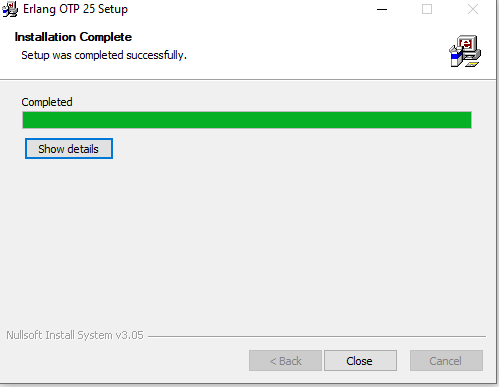 Erlang OTP 25 Setup
Installation Complete
Setup was completed successfully.
Completed
Show details
Nullsoft Install System v3.05
< Back
Close
Cancel